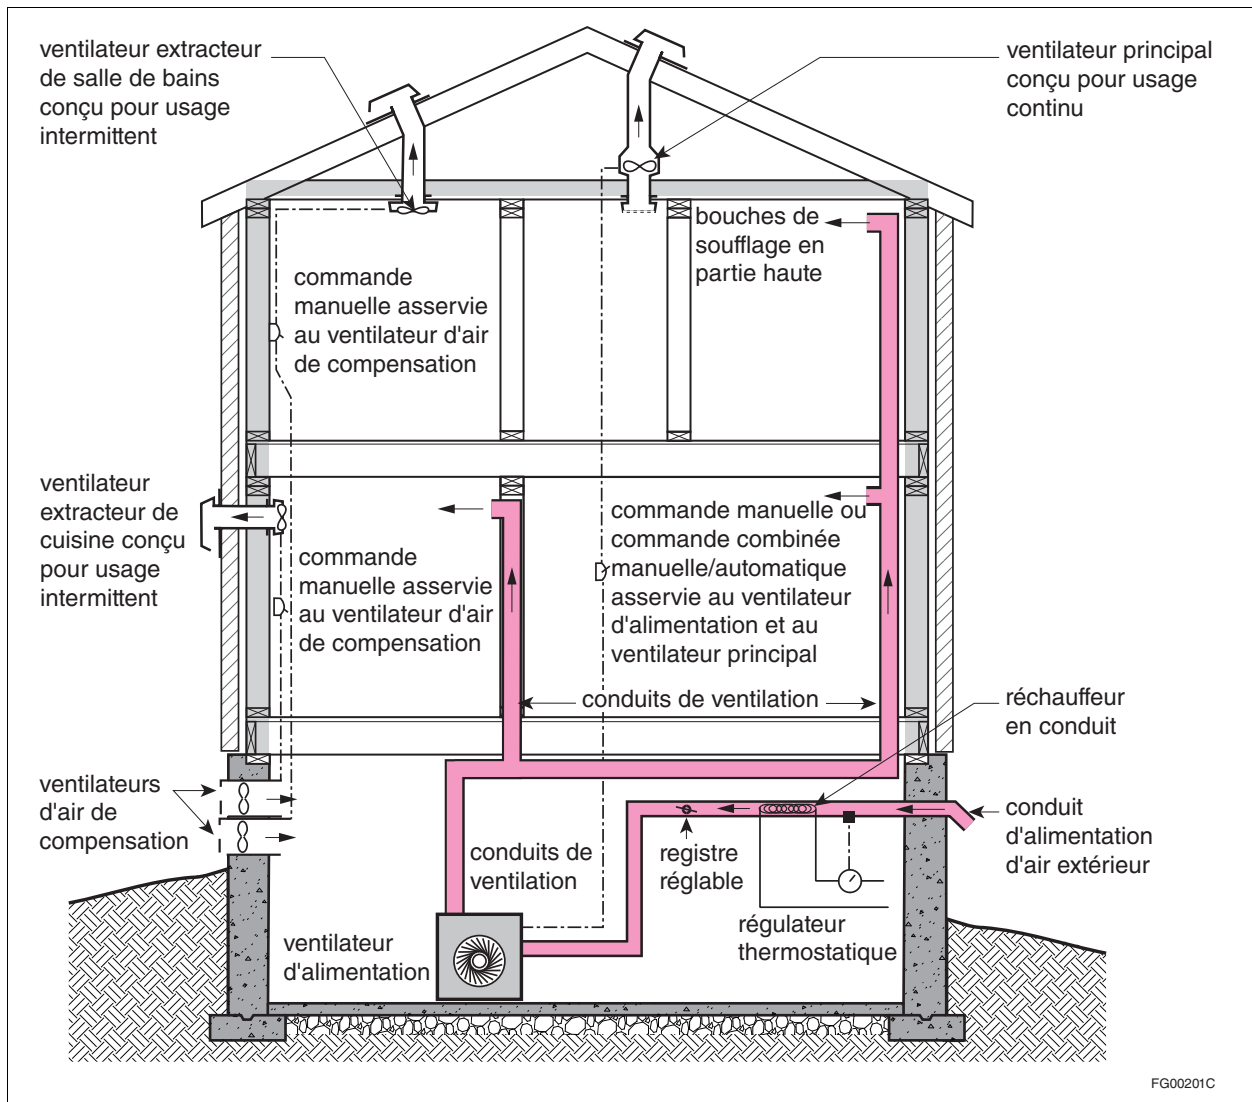 ventilateur extracteur
de salle de bains
conçu pour usage
intermittent
ventilateur principal
conçu pour usage
continu
bouches de
soufflage en
partie haute
commande
manuelle asservie
au ventilateur d'air
de compensation
ventilateur
extracteur de
cuisine conçu
pour usage
intermittent
commande
manuelle asservie
au ventilateur d'air
de compensation
commande manuelle ou
commande combinée
manuelle/automatique
asservie au ventilateur
d'alimentation et au
ventilateur principal
conduits de ventilation
réchauffeur
en conduit
ventilateurs
d'air de
compensation
conduits de
ventilation
registre
réglable
conduit
d'alimentation
d'air extérieur
régulateur
thermostatique
ventilateur
d'alimentation
FG00201C